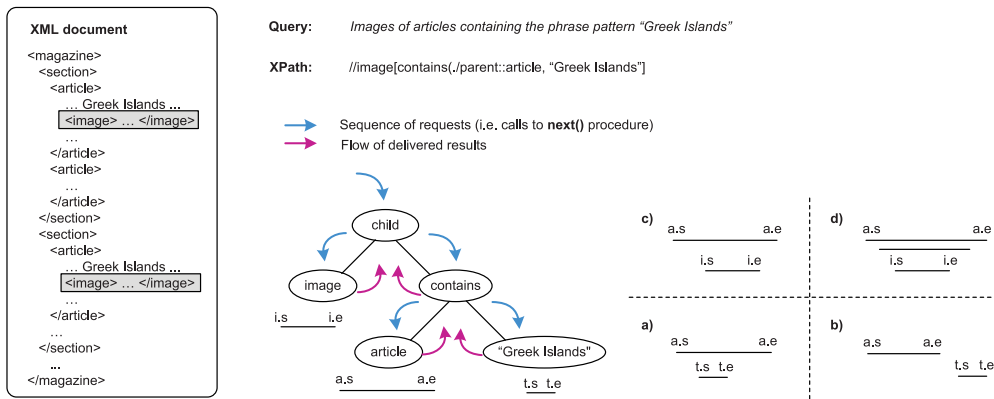 XML document
<magazine>
<section>
<article>
… Greek Islands ...
<image> … </image>
…
</article>
<article>
…
</article>
</section>
<section>
<article>
… Greek Islands ...
<image> … </image>
…
</article>
…
</section>
...
</magazine>
Query: Images of articles containing the phrase pattern “Greek Islands”
XPath: //image[contains(./parent::article, “Greek Islands”]
Sequence of requests (i.e. calls to next() procedure)
Flow of delivered results
child
image
contains
i.s i.e
article
“Greek Islands"
a.s a.e
t.s t.e
c)
a.s a.e
i.s i.e
d)
a.s a.e
i.s i.e
a)
a.s a.e
t.s t.e
b)
a.s a.e
t.s t.e